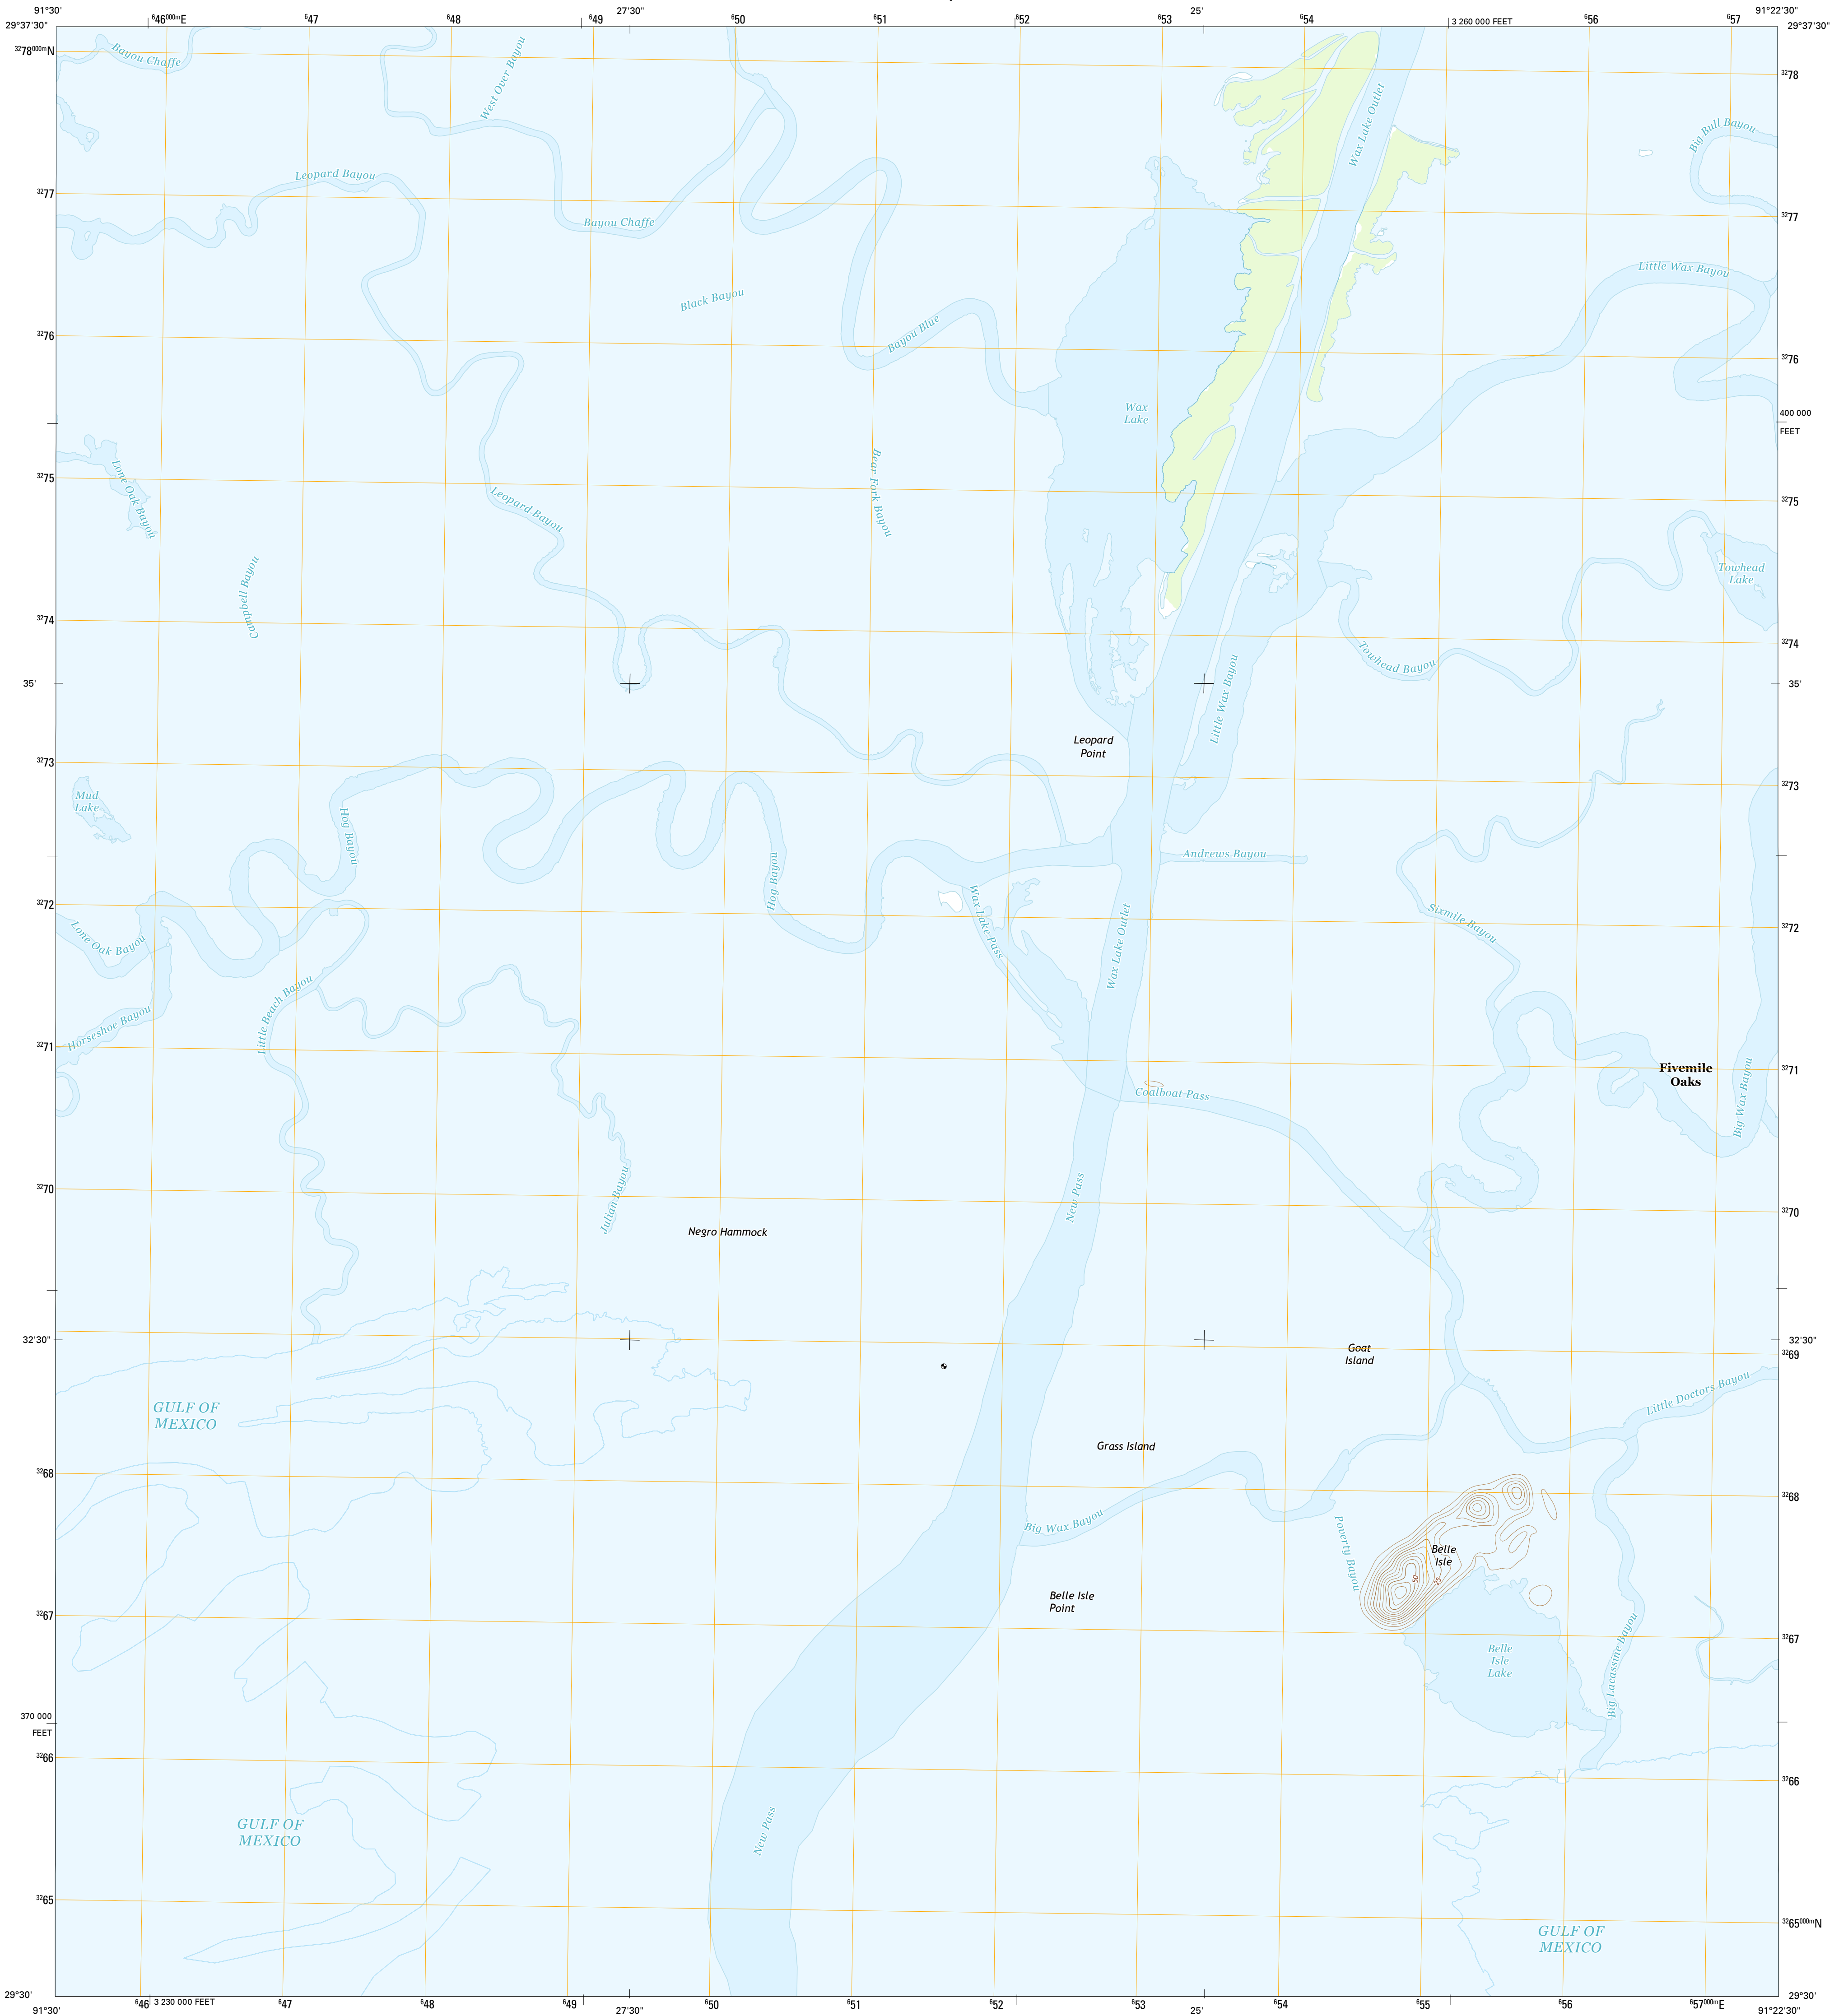 91°30'
⁶46⁰⁰⁰ᵐE
⁶47
⁶48
⁶49
27'30"
⁶50
⁶51
⁶52
⁶53
25'
⁶54
3 260 000 FEET
⁶56
⁶57
91°22'30"
29°37'30"
29°37'30"
³²78⁰⁰⁰ᵐN
³²78
Bayou Chaffe
West Over Bayou
Wax Lake Outlet
Big Bull Bayou
Leopard Bayou
³²77
³²77
Bayou Chaffe
Little Wax Bayou
Black Bayou
Bayou Blue
³²76
³²76
Wax
Lake
400 000
FEET
Lone Oak Bayou
Bear Fork Bayou
³²75
³²75
Leopard Bayou
Campbell Bayou
Towhead
Lake
³²74
³²74
Towhead Bayou
Little Wax Bayou
35'
35'
Leopard
Point
³²73
³²73
Mud
Lake
Hog Bayou
Hog Bayou
Andrews Bayou
³²72
³²72
Lone Oak Bayou
Wax Lake Pass
Wax Lake Outlet
Sixmile Bayou
Little Beach Bayou
Horseshoe Bayou
³²71
³²71
Fivemile
Oaks
Big Wax Bayou
Coalboat Pass
Julian Bayou
New Pass
³²70
³²70
Negro Hammock
32'30"
32'30"
³²69
Goat
Island
Little Doctors Bayou
GULF OF
MEXICO
Grass Island
³²68
³²68
Big Wax Bayou
Poverty Bayou
Belle
Isle
50
25
Belle Isle
Point
³²67
³²67
Belle
Isle
Lake
Big Lacassine Bayou
370 000
FEET
³²66
³²66
GULF OF
MEXICO
New Pass
³²65
³²65⁰⁰⁰ᵐN
GULF OF
MEXICO
29°30'
29°30'
91°30'
⁶46
3 230 000 FEET
⁶47
⁶48
⁶49
27'30"
⁶50
⁶51
⁶52
⁶53
25'
⁶54
⁶55
⁶56
⁶57⁰⁰⁰ᵐE
91°22'30"